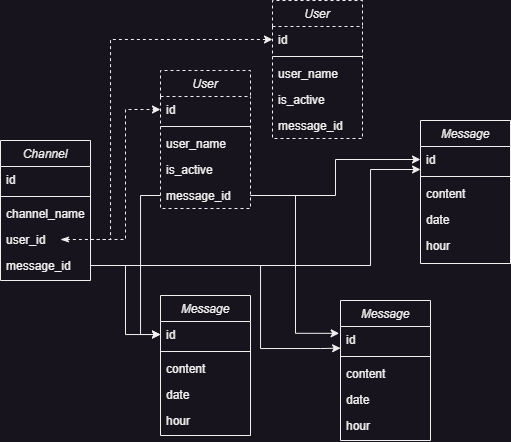 User
id
user_name
is_active
message_id
User
id
user_name
is_active
message_id
Message
id
content
date
hour
Channel
id
channel_name
user_id
message_id
Message
id
content
date
hour
Message
id
content
date
hour